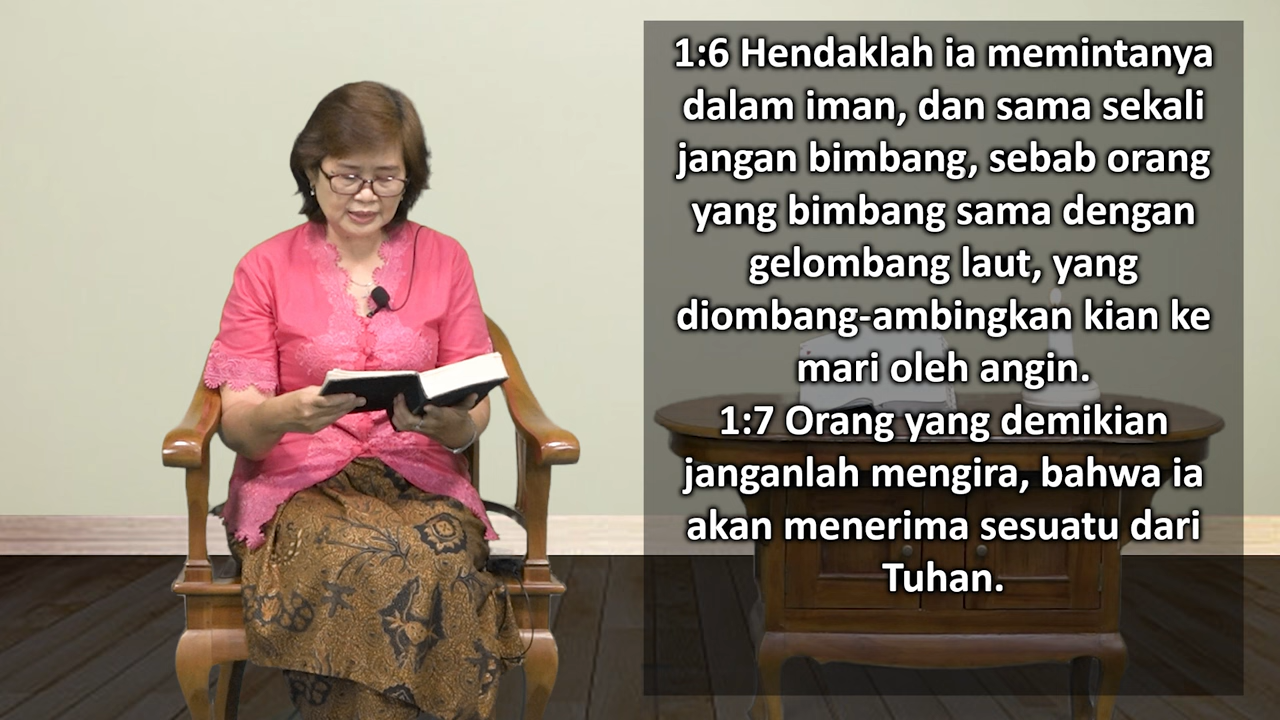 1:6 Hendaklah ia memintanya
dalam iman, dan sama sekali
jangan bimbang, sebab orang
yang bimbang sama dengan
gelombang laut, yang
diombang-ambingkan kian ke
mari oleh angin.
1:7 Orang yang demikian
janganlah mengira, bahwa ia
akan menerima sesuatu dari
Tuhan.